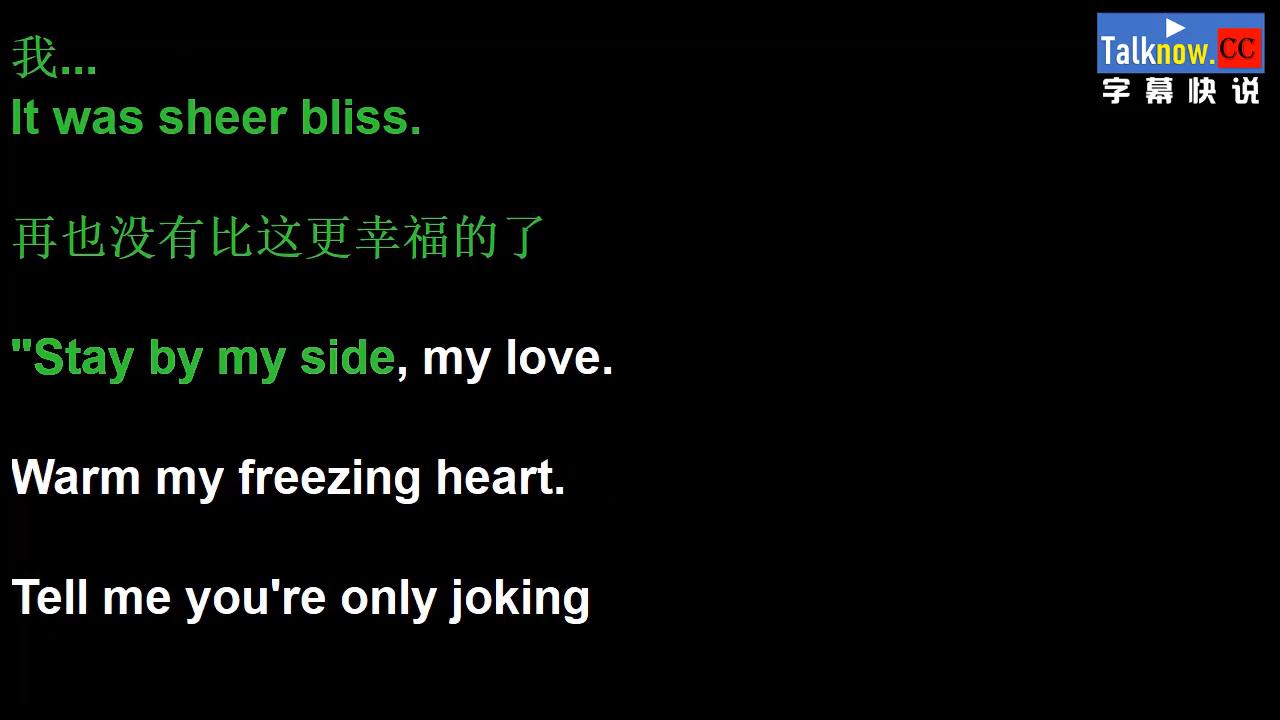 我...
It was sheer bliss.
再也没有比这更幸福的了
"Stay by my side, my love.
Warm my freezing heart.
Tell me you're only joking
Talknow.CC
字幕快说